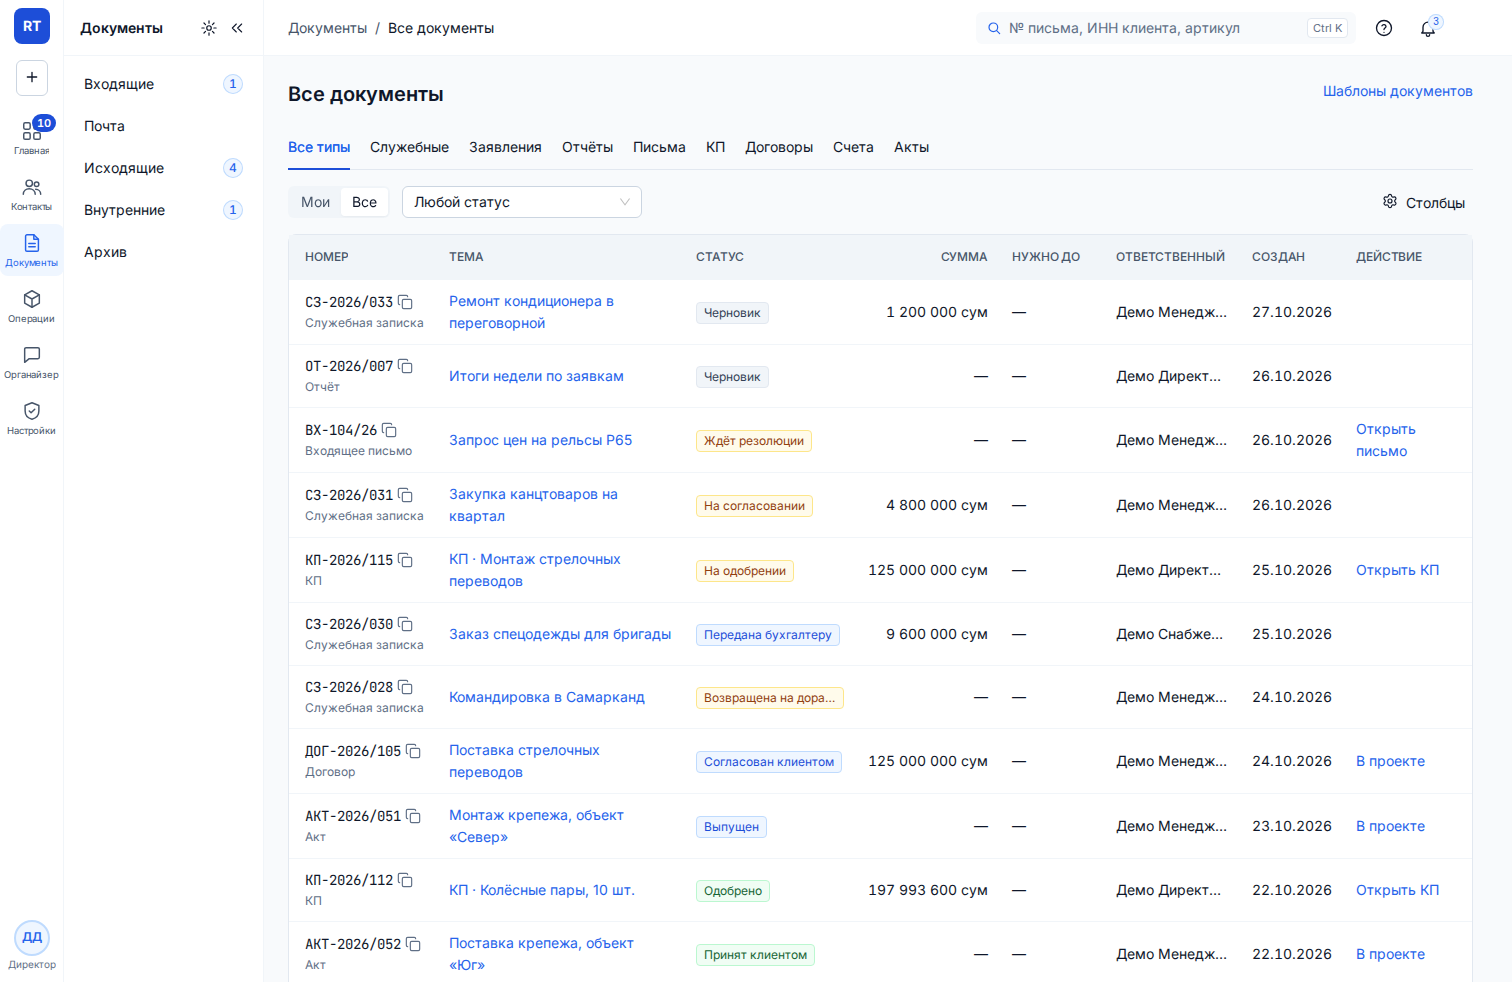 RT
Документы
Документы / Все документы
№ письма, ИНН клиента, артикул
Ctrl K
3
+
10
Главная
Контакты
Документы
Операции
Органайзер
Настройки
ДД
Директор
Входящие 1
Почта
Исходящие 4
Внутренние 1
Архив
Все документы
Шаблоны документов
Все типы Служебные Заявления Отчёты Письма КП Договоры Счета Акты
Мои Все Любой статус Столбцы
НОМЕР ТЕМА СТАТУС СУММА НУЖНО ДО ОТВЕТСТВЕННЫЙ СОЗДАН ДЕЙСТВИЕ
СЗ-2026/033
Служебная записка
Ремонт кондиционера в
переговорной
Черновик 1 200 000 сум — Демо Менедж... 27.10.2026
ОТ-2026/007
Отчёт
Итоги недели по заявкам Черновик — — Демо Директ... 26.10.2026
ВХ-104/26
Входящее письмо
Запрос цен на рельсы Р65 Ждёт резолюции — — Демо Менедж... 26.10.2026
Открыть
письмо
СЗ-2026/031
Служебная записка
Закупка канцтоваров на
квартал
На согласовании 4 800 000 сум — Демо Менедж... 26.10.2026
КП-2026/115
КП
КП · Монтаж стрелочных
переводов
На одобрении 125 000 000 сум — Демо Директ... 25.10.2026 Открыть КП
СЗ-2026/030
Служебная записка
Заказ спецодежды для бригады Передана бухгалтеру 9 600 000 сум — Демо Снабже... 25.10.2026
СЗ-2026/028
Служебная записка
Командировка в Самарканд Возвращена на дора... — — Демо Менедж... 24.10.2026
ДОГ-2026/105
Договор
Поставка стрелочных
переводов
Согласован клиентом 125 000 000 сум — Демо Менедж... 24.10.2026 В проекте
АКТ-2026/051
Акт
Монтаж крепежа, объект
«Север»
Выпущен — — Демо Менедж... 23.10.2026 В проекте
КП-2026/112
КП
КП · Колёсные пары, 10 шт. Одобрено 197 993 600 сум — Демо Директ... 22.10.2026 Открыть КП
АКТ-2026/052
Акт
Поставка крепежа, объект
«Юг»
Принят клиентом — — Демо Менедж... 22.10.2026 В проекте